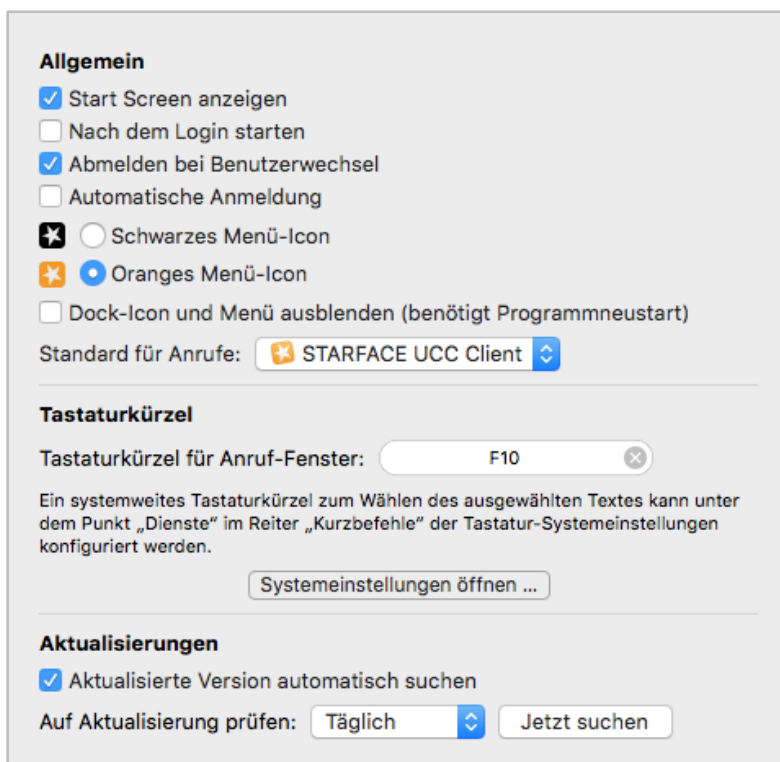 Allgemein
Start Screen anzeigen
Nach dem Login starten
Abmelden bei Benutzerwechsel
Automatische Anmeldung
Schwarzes Menü-Icon
Oranges Menü-Icon
Dock-Icon und Menü ausblenden (benötigt Programmneustart)
Standard für Anrufe: STARFACE UCC Client
Tastaturkürzel
Tastaturkürzel für Anruf-Fenster: F10
Ein systemweites Tastaturkürzel zum Wählen des ausgewählten Textes kann unter
dem Punkt „Dienste“ im Reiter „Kurzbefehle“ der Tastatur-Systemeinstellungen
konfiguriert werden.
Systemeinstellungen öffnen ...
Aktualisierungen
Aktualisierte Version automatisch suchen
Auf Aktualisierung prüfen: Täglich Jetzt suchen